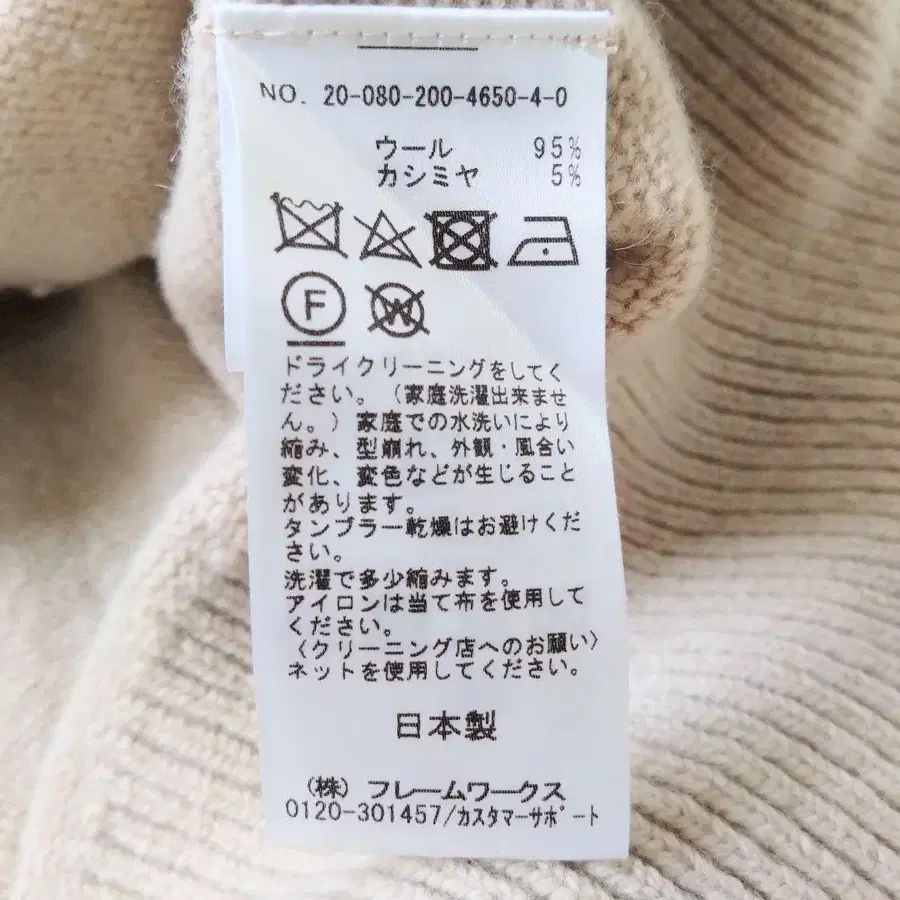 NO. 20-080-200-4650-4-0
ウール 95%
カシミヤ 5%
F
W
ドライクリーニングをしてく
ださい。(家庭洗濯出来ませ
ん。)家庭での水洗いにより
縮み、型崩れ、外観・風合い
変化、変色などが生じること
があります。
タンブラー乾燥はお避けくだ
さい。
洗濯で多少縮みます。
アイロンは当て布を使用して
ください。
〈クリーニング店へのお願い〉
ネットを使用してください。
日本製
(株) フレームワークス
0120-301457/カスタマーサポート